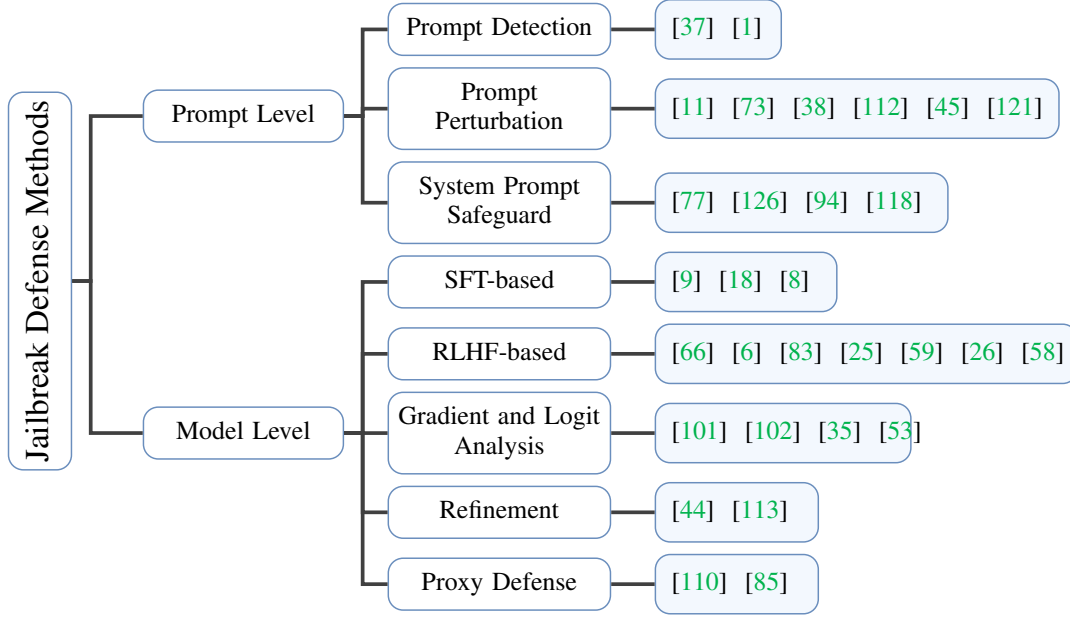 Jailbreak Defense Methods
Prompt Level
Prompt Detection
[37] [1]
Prompt
Perturbation
[11] [73] [38] [112] [45] [121]
System Prompt
Safeguard
[77] [126] [94] [118]
Model Level
SFT-based
[9] [18] [8]
RLHF-based
[66] [6] [83] [25] [59] [26] [58]
Gradient and Logit
Analysis
[101] [102] [35] [53]
Refinement
[44] [113]
Proxy Defense
[110] [85]